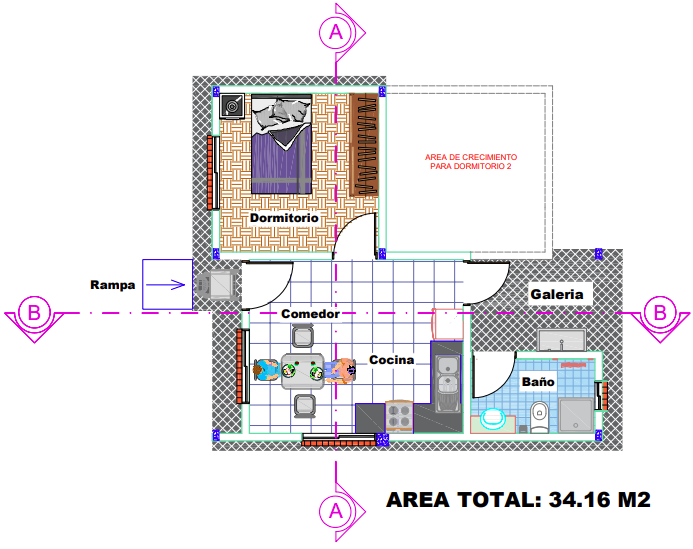 A
AREA DE CRECIMIENTO
PARA DORMITORIO 2
Dormitorio
Rampa
Galeria
Comedor
B
B
Cocina
Baño
AREA TOTAL: 34.16 M2
A